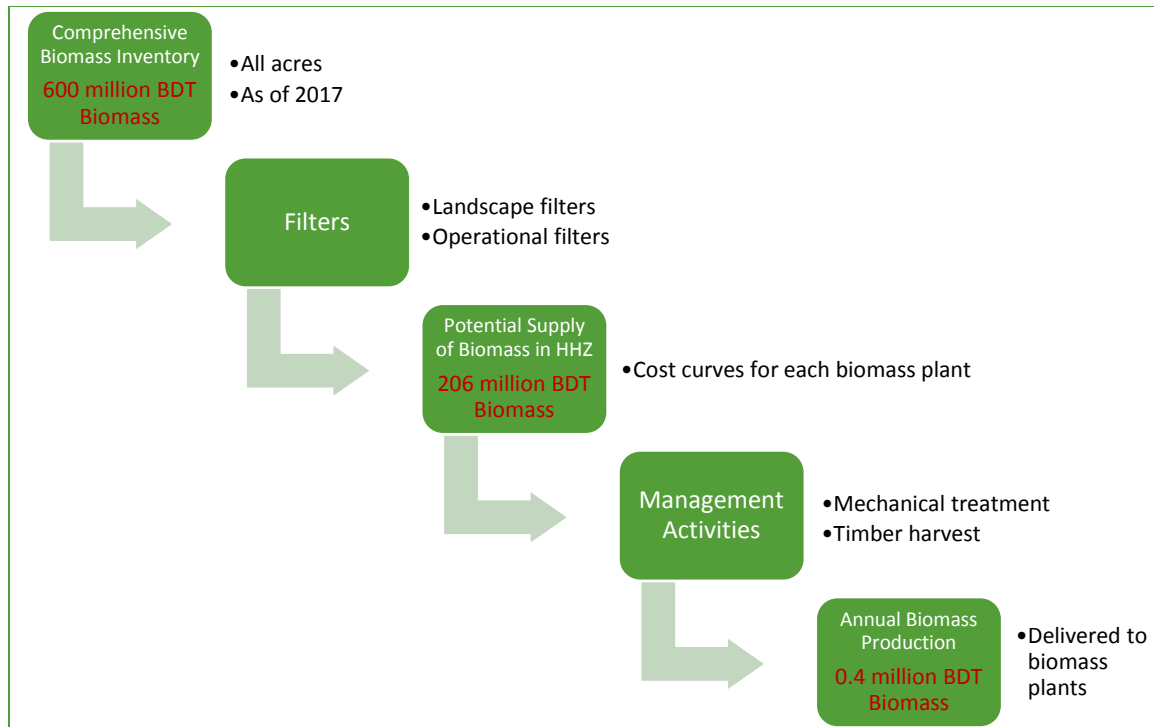 Comprehensive
Biomass Inventory
600 million BDT
Biomass
•All acres
•As of 2017
Filters
•Landscape filters
•Operational filters
Potential Supply
of Biomass in HHZ
206 million BDT
Biomass
•Cost curves for each biomass plant
Management
Activities
•Mechanical treatment
•Timber harvest
Annual Biomass
Production
0.4 million BDT
Biomass
•Delivered to
biomass
plants